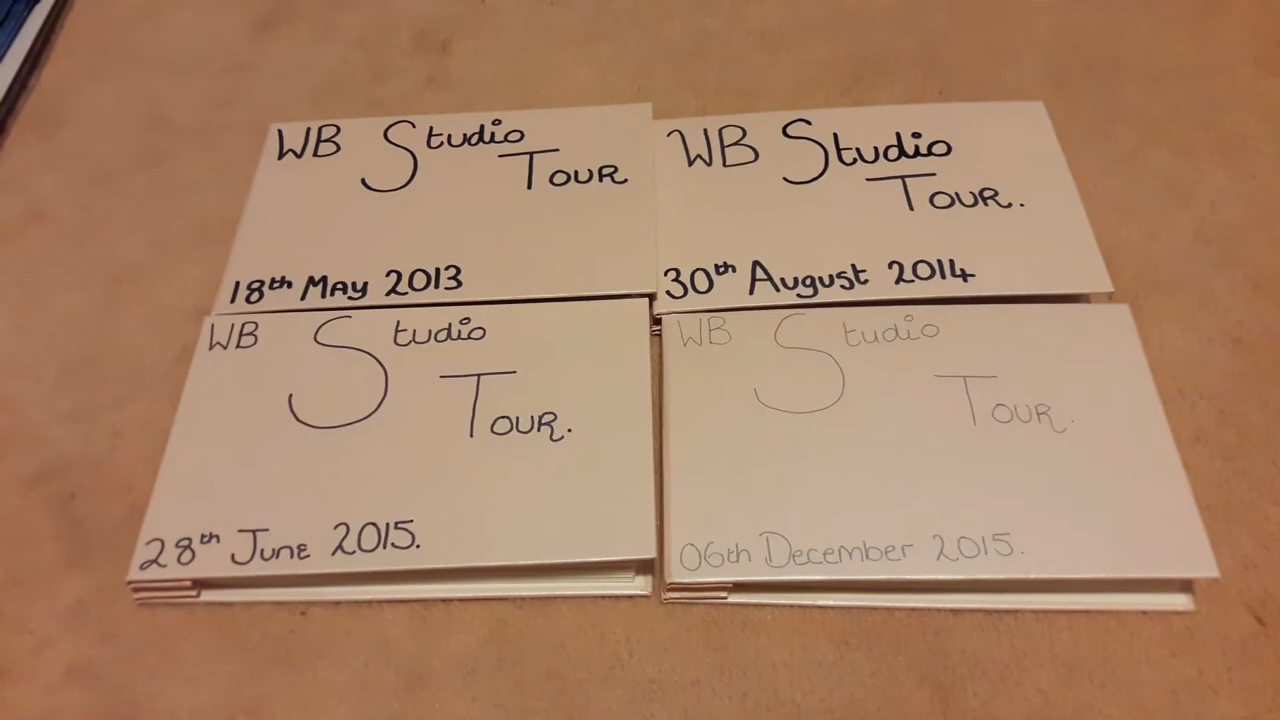 WB Studio
Tour
18th May 2013
WB Studio
Tour.
30th August 2014
WB Studio
Tour.
28th June 2015.
WB Studio
Tour.
06th December 2015.